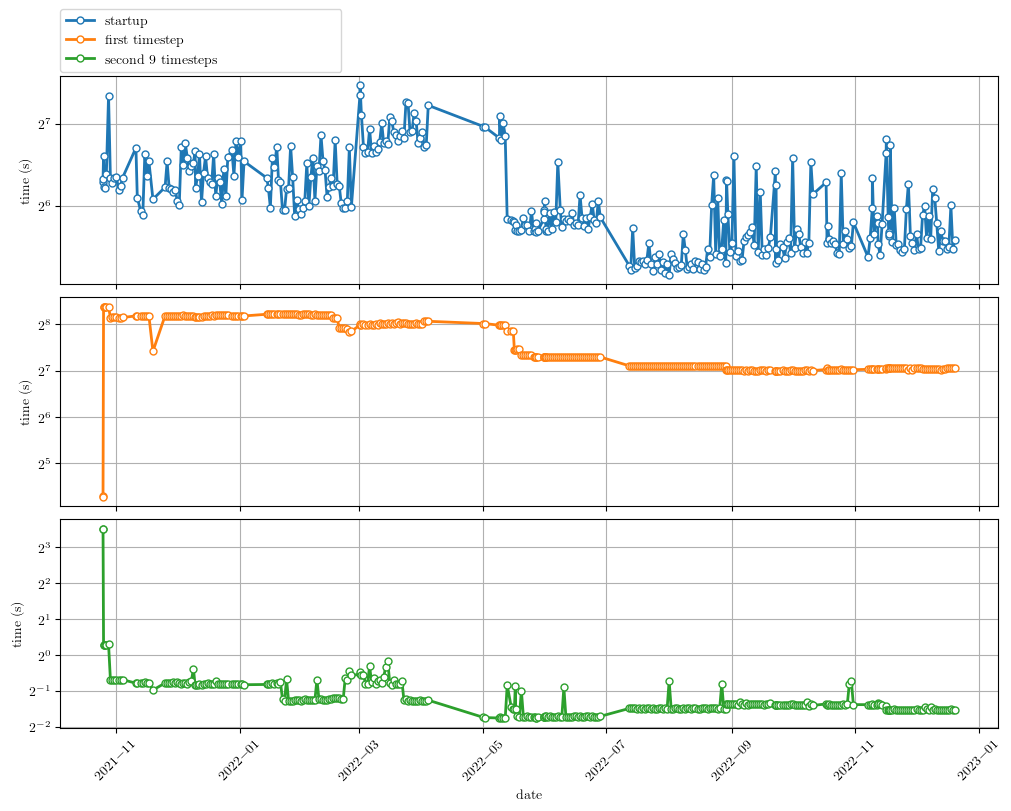 startup
first timestep
second 9 timesteps
2^7
2^6
time (s)
2^8
2^7
2^6
2^5
time (s)
2^3
2^2
2^1
2^0
2^−1
2^−2
time (s)
2021−11
2022−01
2022−03
2022−05
2022−07
2022−09
2022−11
2023−01
date